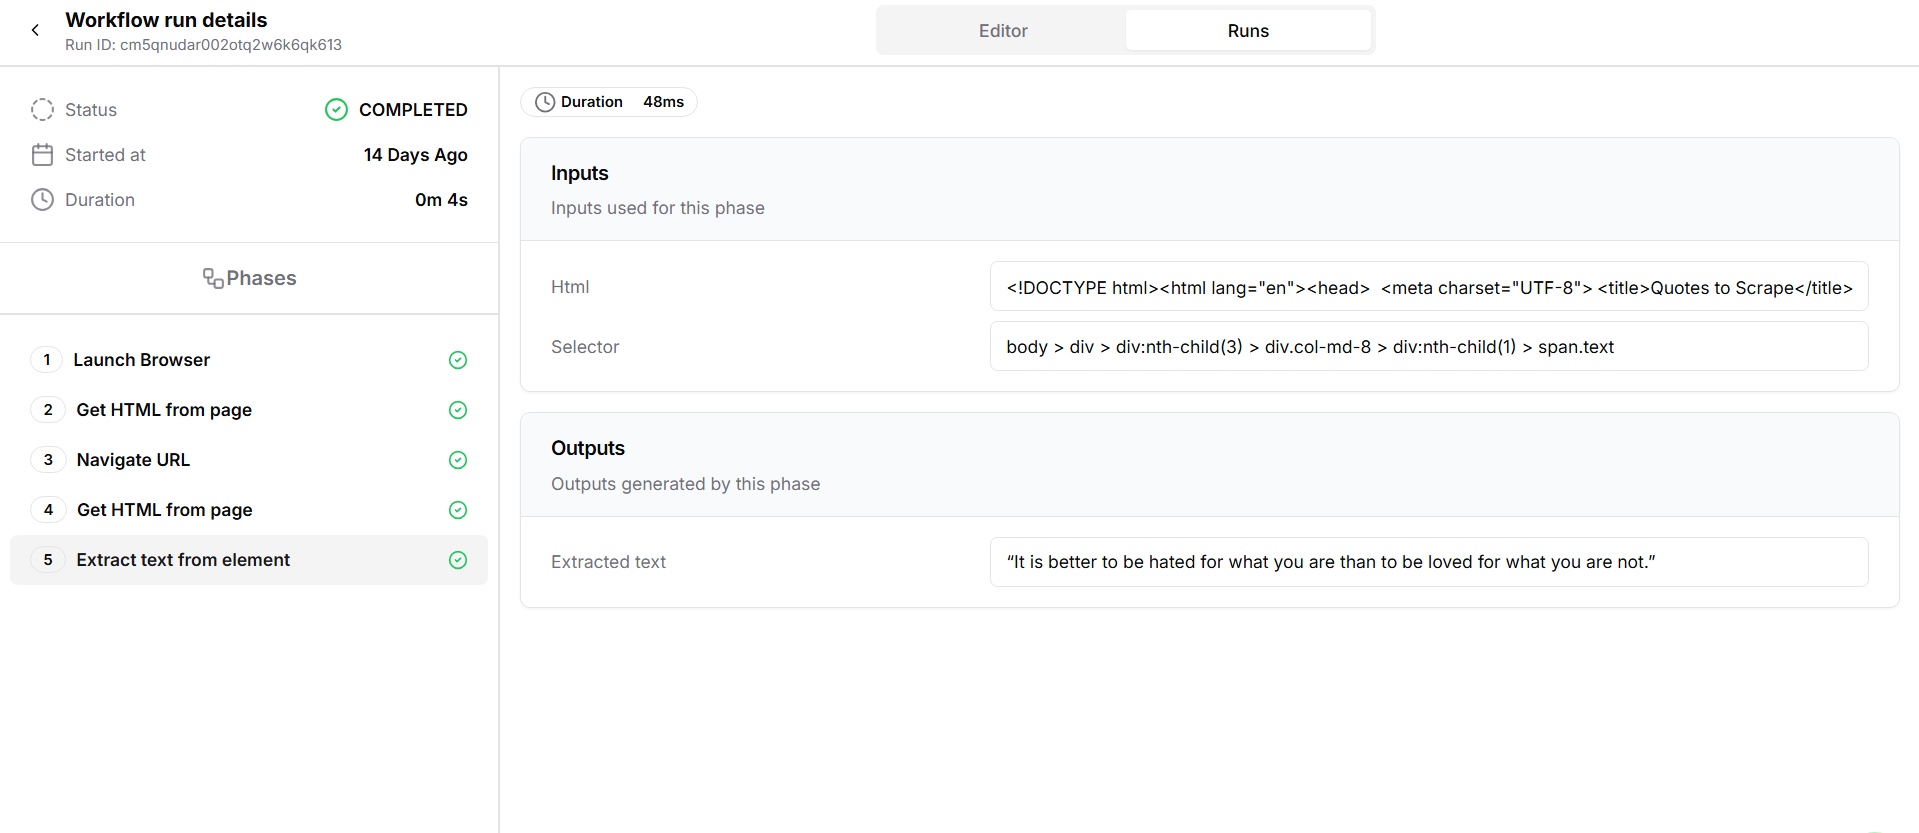 Workflow run details
Run ID: cm5qnudar002otq2w6k6qk613
Editor
Runs
Status
COMPLETED
Started at
14 Days Ago
Duration
0m 4s
Phases
1 Launch Browser
2 Get HTML from page
3 Navigate URL
4 Get HTML from page
5 Extract text from element
Duration 48ms
Inputs
Inputs used for this phase
Html
<!DOCTYPE html><html lang="en"><head>  <meta charset="UTF-8"> <title>Quotes to Scrape</title>
Selector
body > div > div:nth-child(3) > div.col-md-8 > div:nth-child(1) > span.text
Outputs
Outputs generated by this phase
Extracted text
“It is better to be hated for what you are than to be loved for what you are not.”